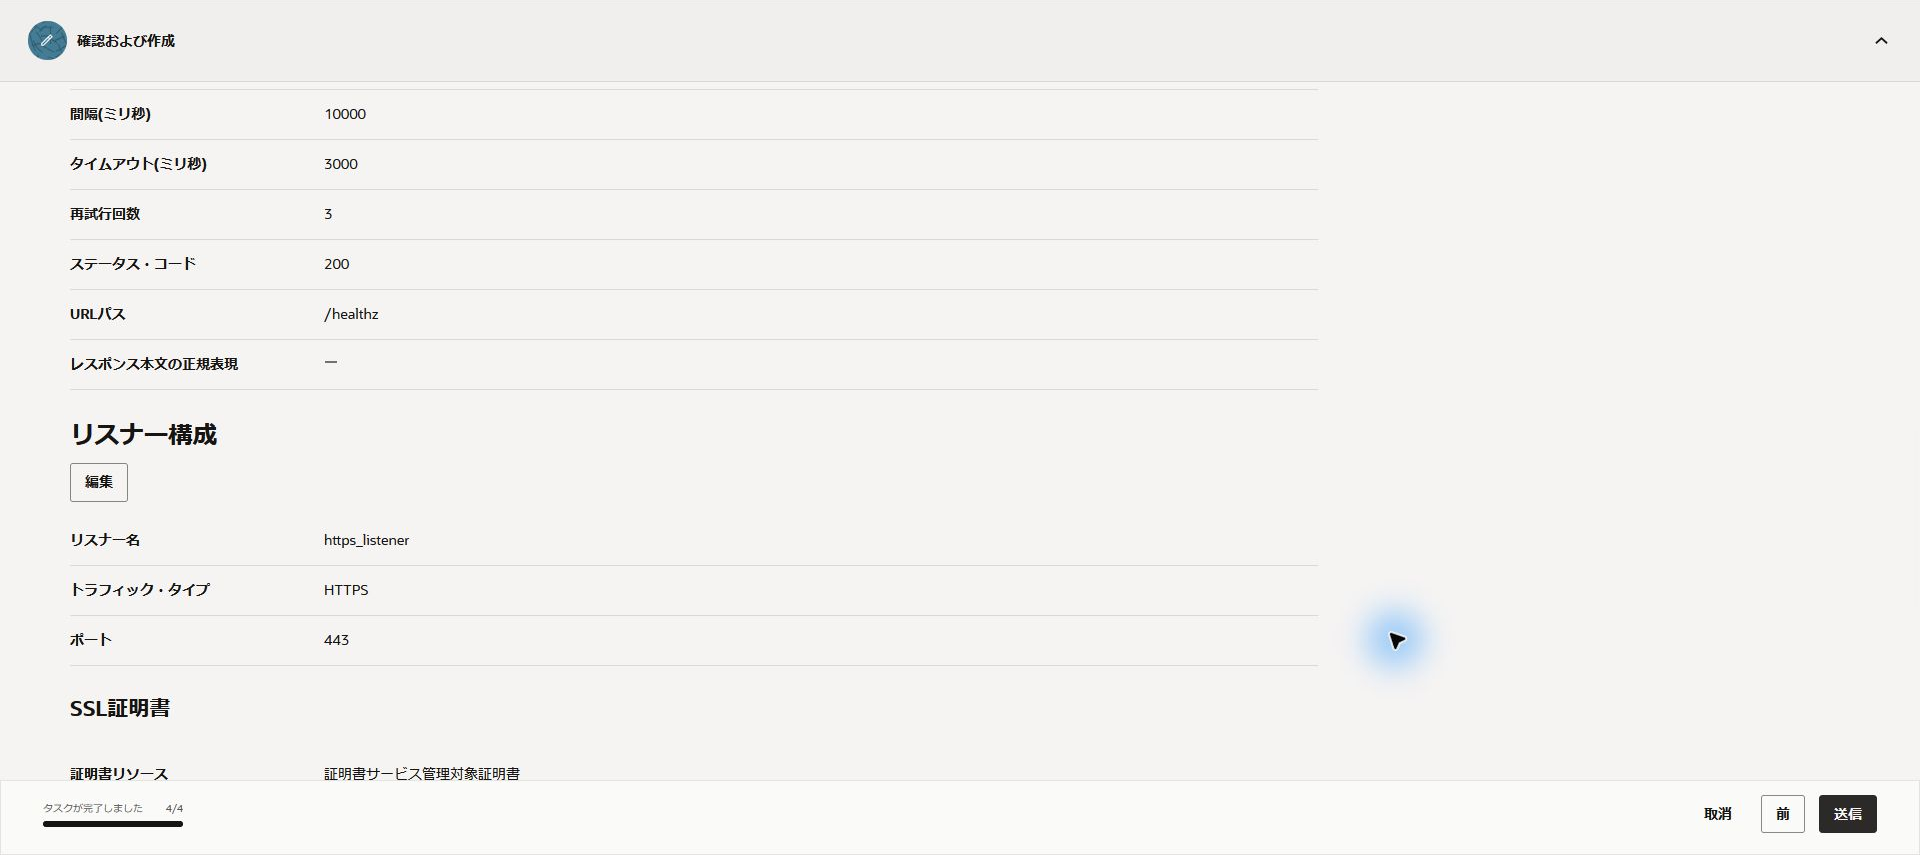 確認および作成
間隔(ミリ秒) 10000
タイムアウト(ミリ秒) 3000
再試行回数 3
ステータス・コード 200
URLパス /healthz
レスポンス本文の正規表現 —
リスナー構成
編集
リスナー名 https_listener
トラフィック・タイプ HTTPS
ポート 443
SSL証明書
証明書リソース 証明書サービス管理対象証明書
タスクが完了しました 4/4
取消 前 送信